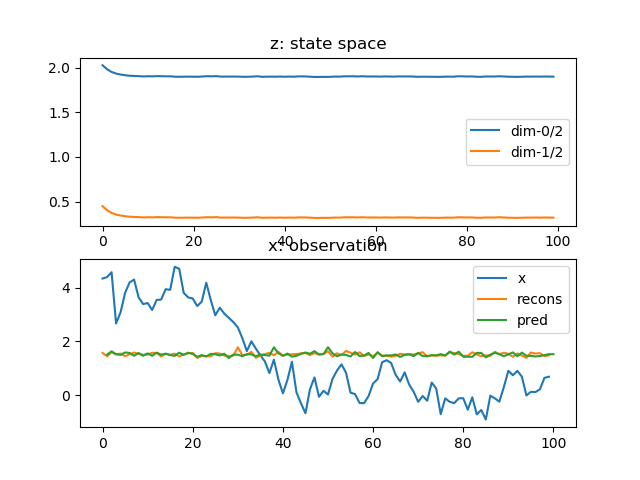 z: state space
2.0
1.5
1.0
0.5
dim-0/2
dim-1/2
0 20 40 60 80 100
x: observation
4
2
0
x
recons
pred
0 20 40 60 80 100